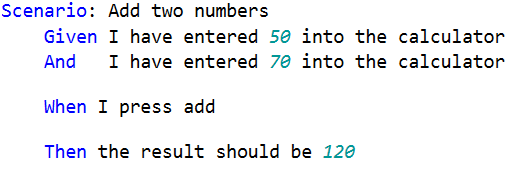 Scenario: Add two numbers
Given I have entered 50 into the calculator
And I have entered 70 into the calculator
When I press add
Then the result should be 120